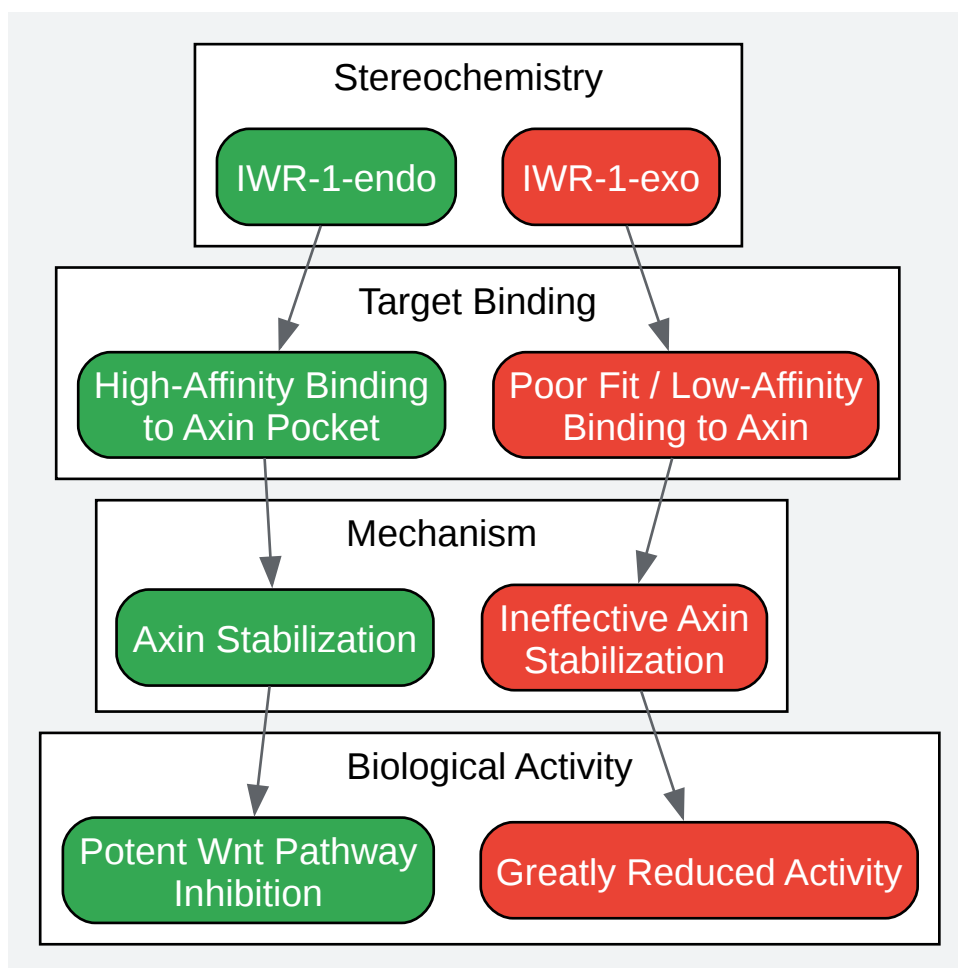 Stereochemistry
IWR-1-endo
IWR-1-exo
Target Binding
High-Affinity Binding
to Axin Pocket
Poor Fit / Low-Affinity
Binding to Axin
Mechanism
Axin Stabilization
Ineffective Axin
Stabilization
Biological Activity
Potent Wnt Pathway
Inhibition
Greatly Reduced Activity